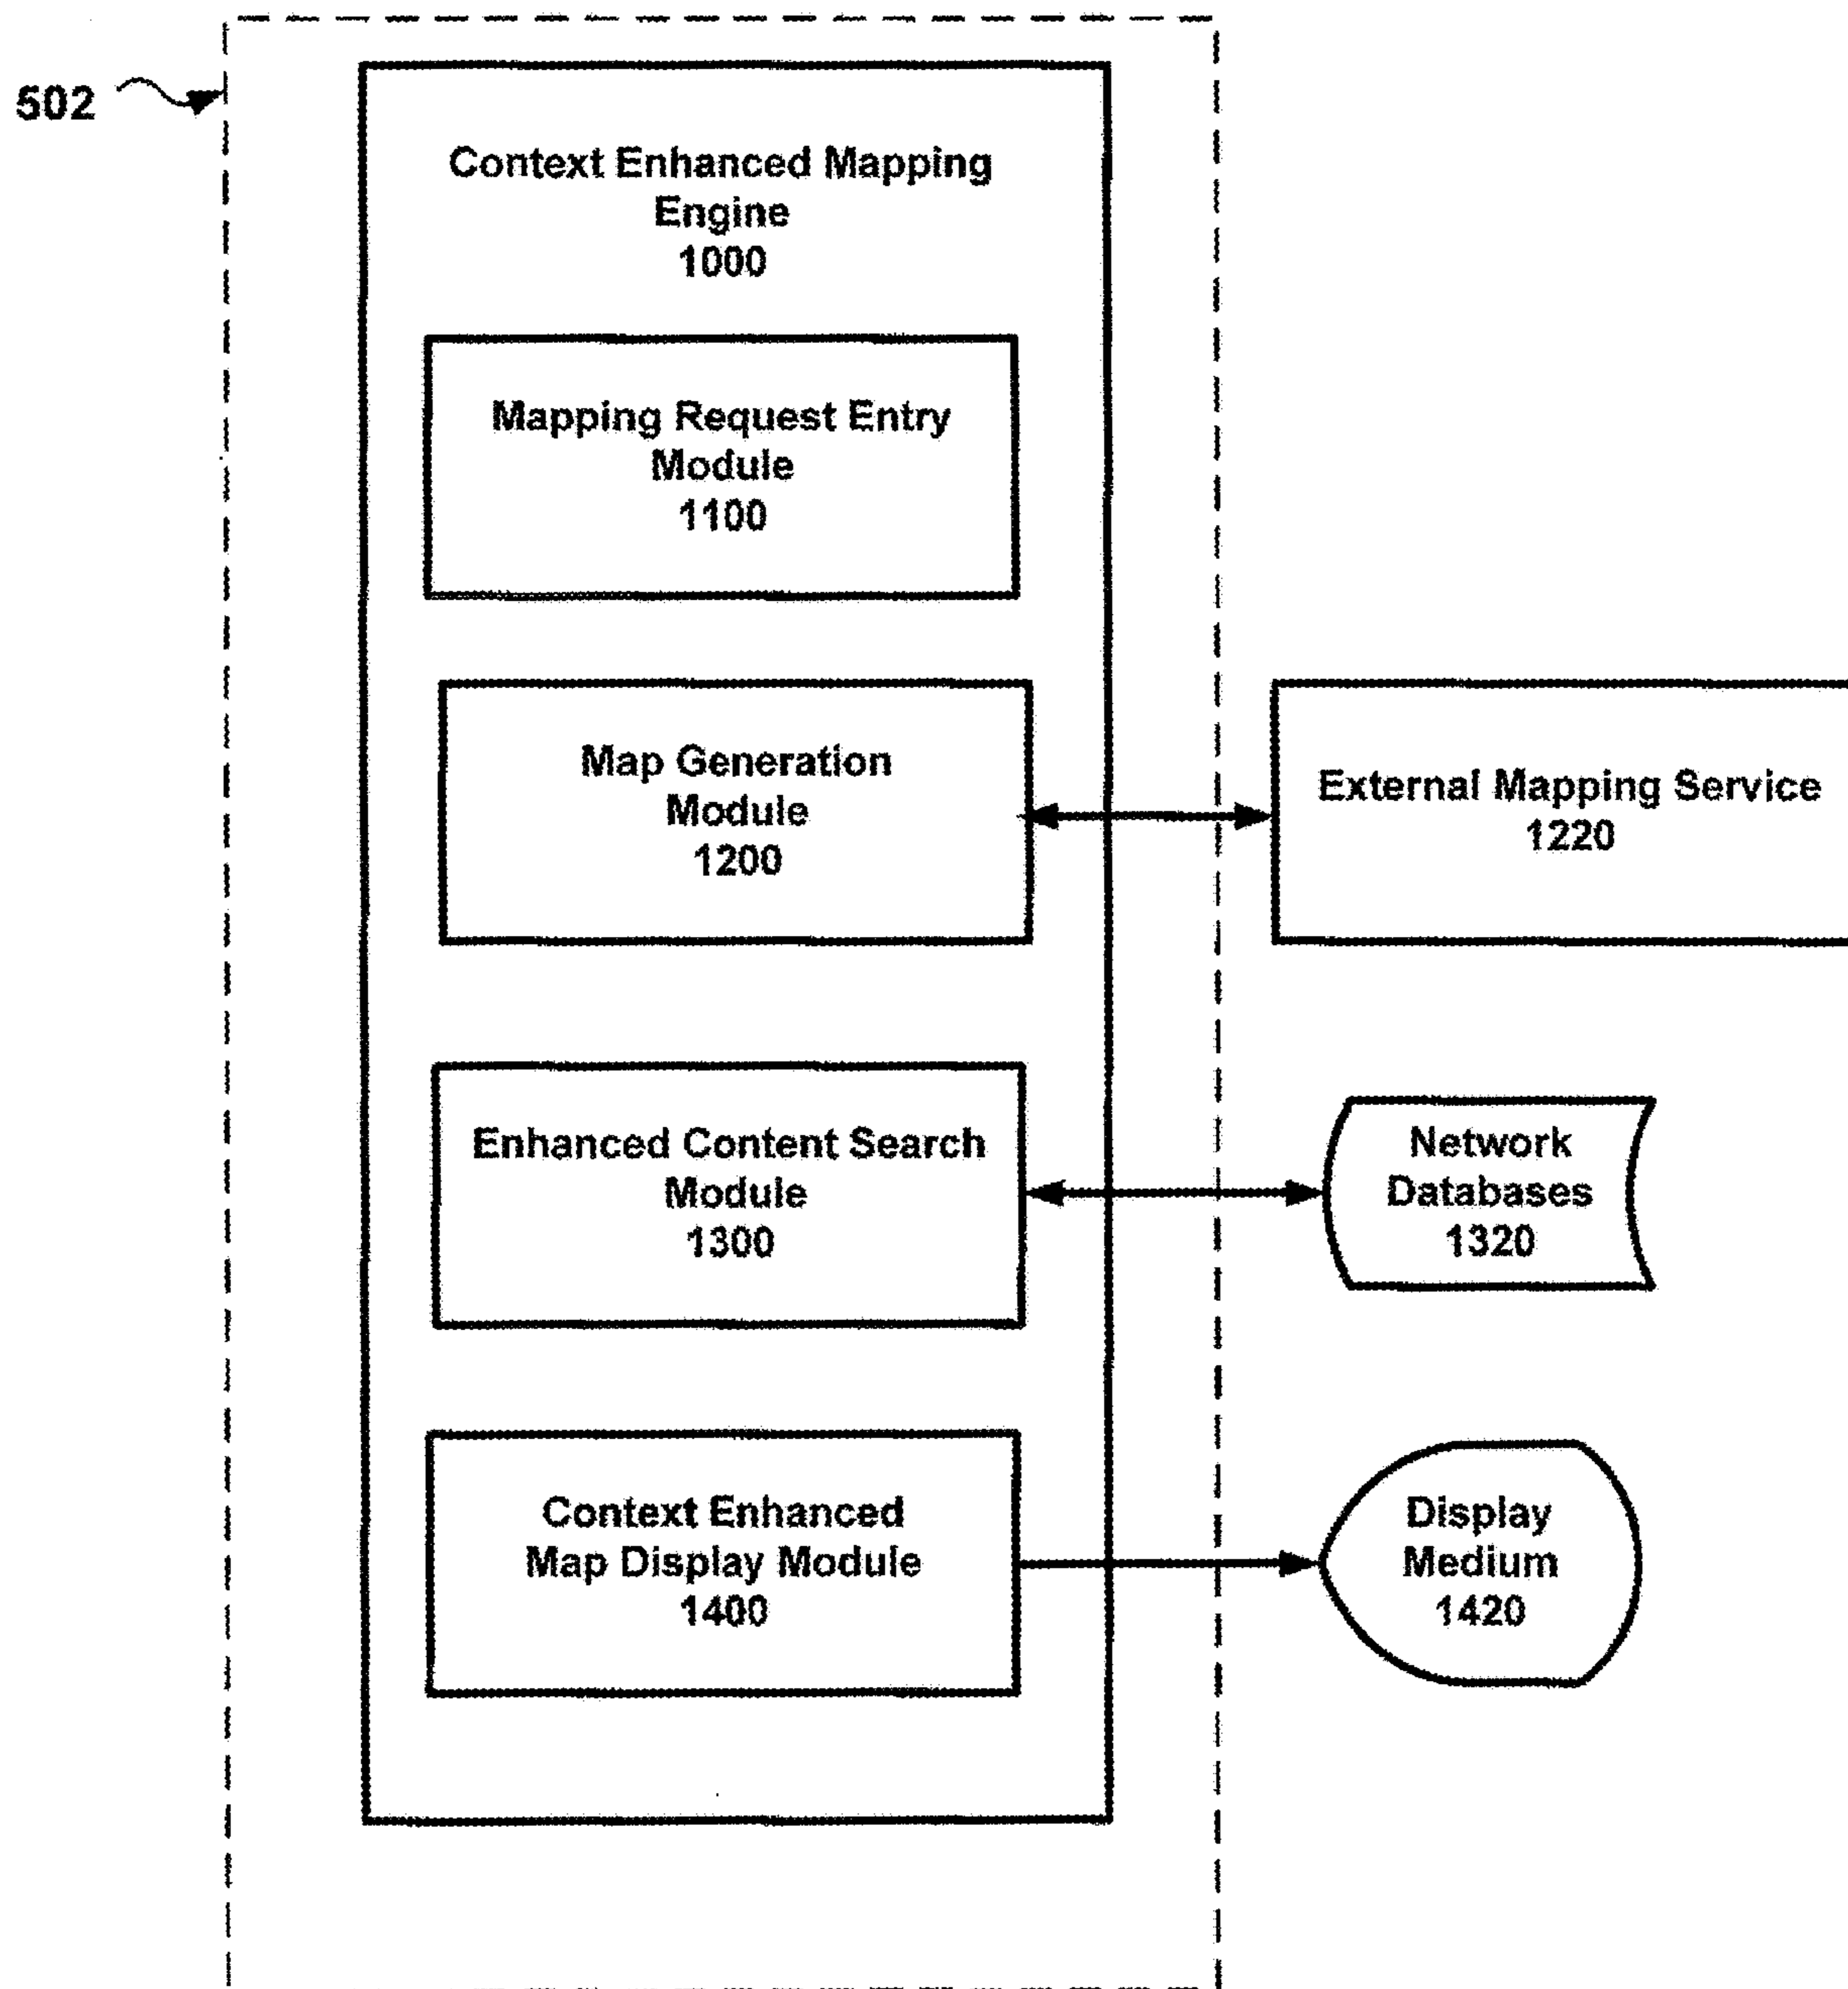 502
Context Enhanced Mapping
Engine
1000
Mapping Request Entry
Module
1100
Map Generation
Module
1200
External Mapping Service
1220
Enhanced Content Search
Module
1300
Network
Databases
1320
Context Enhanced
Map Display Module
1400
Display
Medium
1420